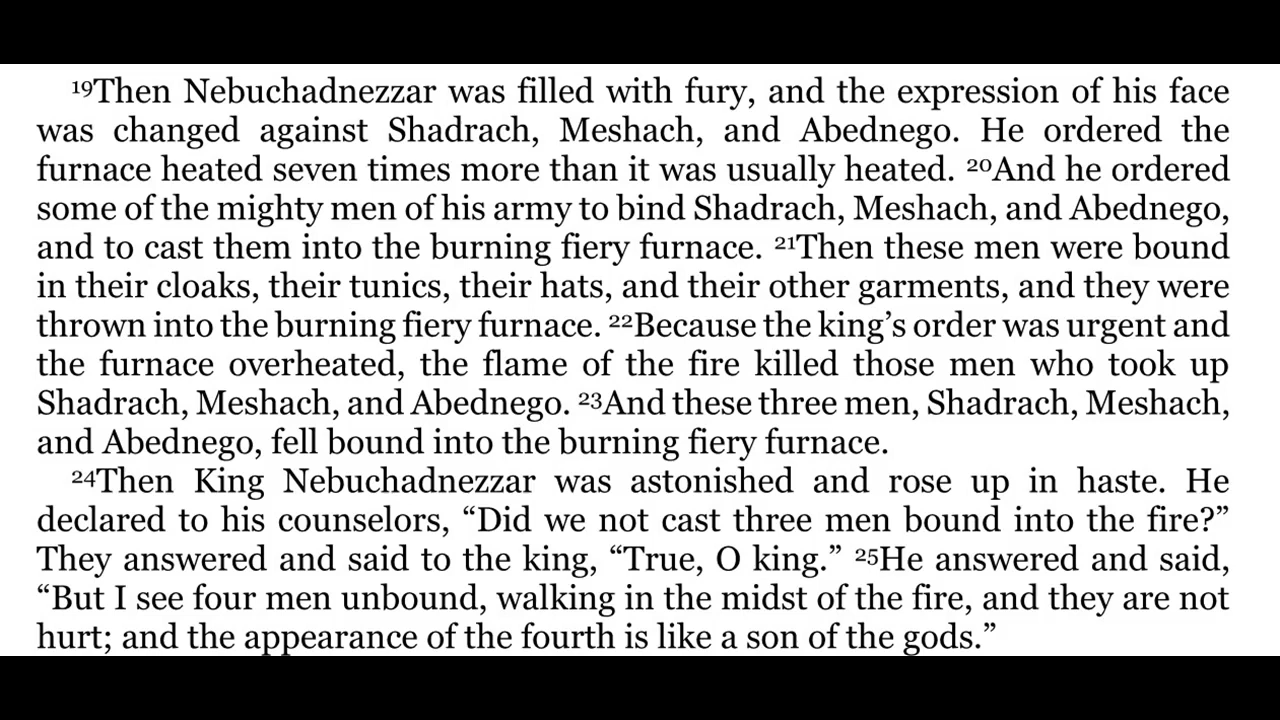 ¹⁹Then Nebuchadnezzar was filled with fury, and the expression of his face
was changed against Shadrach, Meshach, and Abednego. He ordered the
furnace heated seven times more than it was usually heated. ²⁰And he ordered
some of the mighty men of his army to bind Shadrach, Meshach, and Abednego,
and to cast them into the burning fiery furnace. ²¹Then these men were bound
in their cloaks, their tunics, their hats, and their other garments, and they were
thrown into the burning fiery furnace. ²²Because the king’s order was urgent and
the furnace overheated, the flame of the fire killed those men who took up
Shadrach, Meshach, and Abednego. ²³And these three men, Shadrach, Meshach,
and Abednego, fell bound into the burning fiery furnace.
²⁴Then King Nebuchadnezzar was astonished and rose up in haste. He
declared to his counselors, “Did we not cast three men bound into the fire?”
They answered and said to the king, “True, O king.” ²⁵He answered and said,
“But I see four men unbound, walking in the midst of the fire, and they are not
hurt; and the appearance of the fourth is like a son of the gods.”